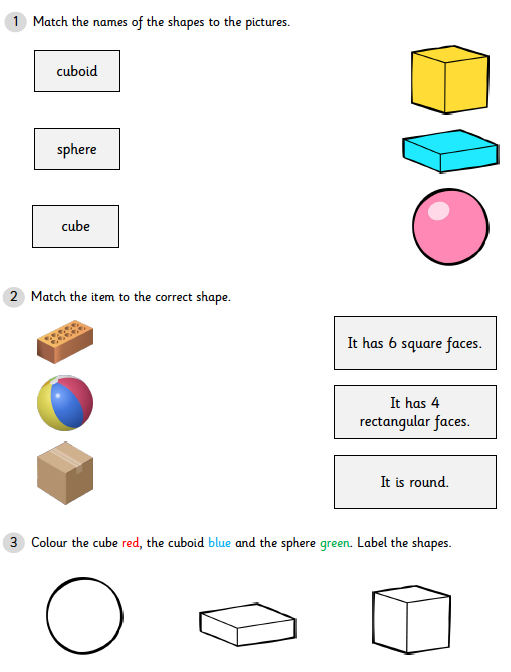 1 Match the names of the shapes to the pictures.
cuboid
sphere
cube
2 Match the item to the correct shape.
It has 6 square faces.
It has 4
rectangular faces.
It is round.
3 Colour the cube red, the cuboid blue and the sphere green. Label the shapes.